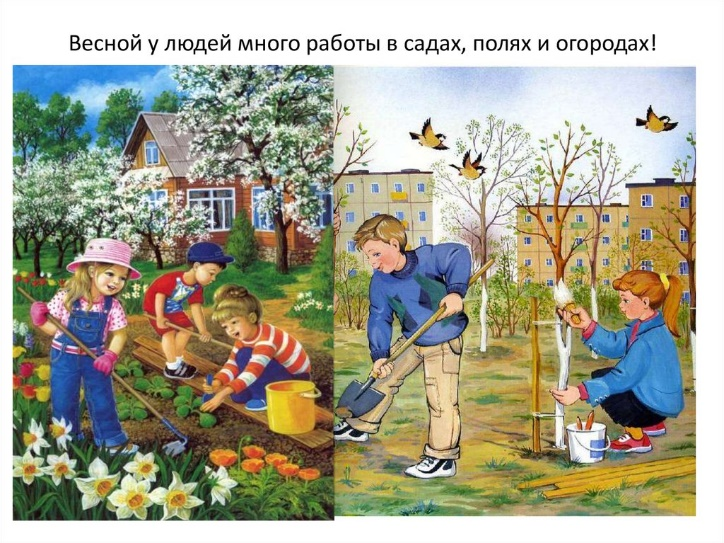 Весной у людей много работы в садах, полях и огородах!